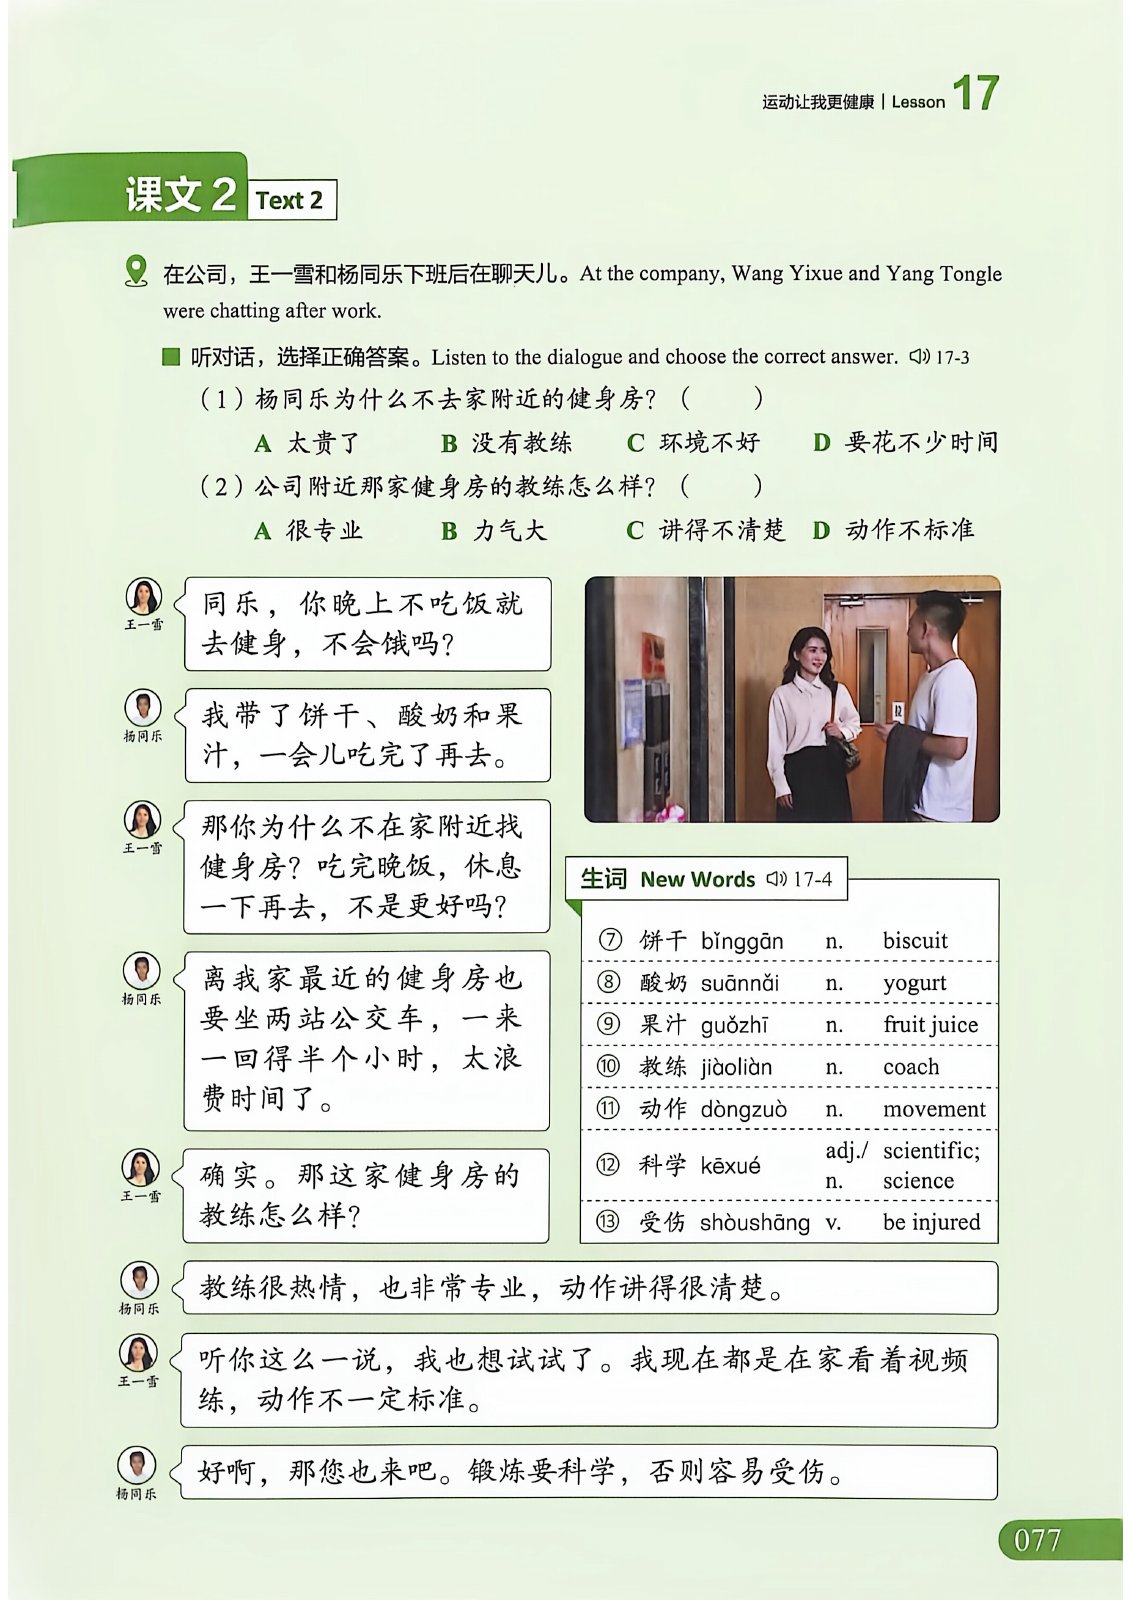 运动让我更健康 | Lesson 17
课文 2 Text 2
在公司，王一雪和杨同乐下班后在聊天儿。At the company, Wang Yixue and Yang Tongle
were chatting after work.
听对话，选择正确答案。Listen to the dialogue and choose the correct answer. 17-3
（1）杨同乐为什么不去家附近的健身房？（　　）
A 太贵了 B 没有教练 C 环境不好 D 要花不少时间
（2）公司附近那家健身房的教练怎么样？（　　）
A 很专业 B 力气大 C 讲得不清楚 D 动作不标准
王一雪
同乐，你晚上不吃饭就
去健身，不会饿吗？
杨同乐
我带了饼干、酸奶和果
汁，一会儿吃完了再去。
王一雪
那你为什么不在家附近找
健身房？吃完晚饭，休息
一下再去，不是更好吗？
杨同乐
离我家最近的健身房也
要坐两站公交车，一来
一回得半个小时，太浪
费时间了。
王一雪
确实。那这家健身房的
教练怎么样？
生词 New Words 17-4
⑦ 饼干 bǐnggān n. biscuit
⑧ 酸奶 suānnǎi n. yogurt
⑨ 果汁 guǒzhī n. fruit juice
⑩ 教练 jiàoliàn n. coach
⑪ 动作 dòngzuò n. movement
⑫ 科学 kēxué adj./ scientific;
n. science
⑬ 受伤 shòushāng v. be injured
杨同乐
教练很热情，也非常专业，动作讲得很清楚。
王一雪
听你这么一说，我也想试试了。我现在都是在家看着视频
练，动作不一定标准。
杨同乐
好啊，那您也来吧。锻炼要科学，否则容易受伤。
077